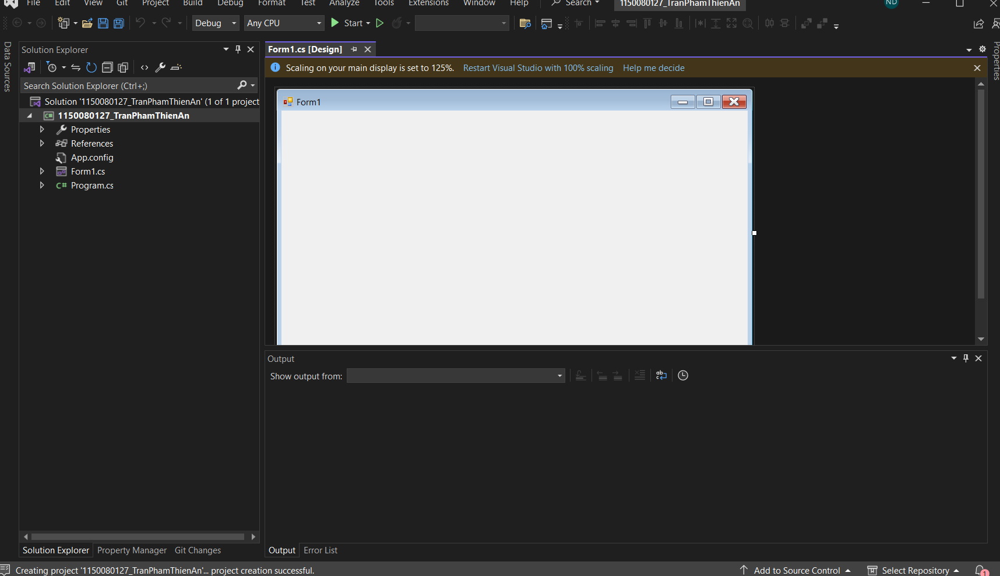 File Edit View Git Project Build Debug Format Test Analyze Tools Extensions Window Help Search 1150080127_TranPhamThienAn ND
Debug Any CPU Start
Data Sources
Solution Explorer
Search Solution Explorer (Ctrl+;)
Solution '1150080127_TranPhamThienAn' (1 of 1 project
C# 1150080127_TranPhamThienAn
Properties
References
App.config
Form1.cs
C# Program.cs
Solution Explorer Property Manager Git Changes
Form1.cs [Design]
Scaling on your main display is set to 125%. Restart Visual Studio with 100% scaling Help me decide
Form1
Properties
Output
Show output from:
Output Error List
Creating project '1150080127_TranPhamThienAn'... project creation successful.
Add to Source Control Select Repository 1